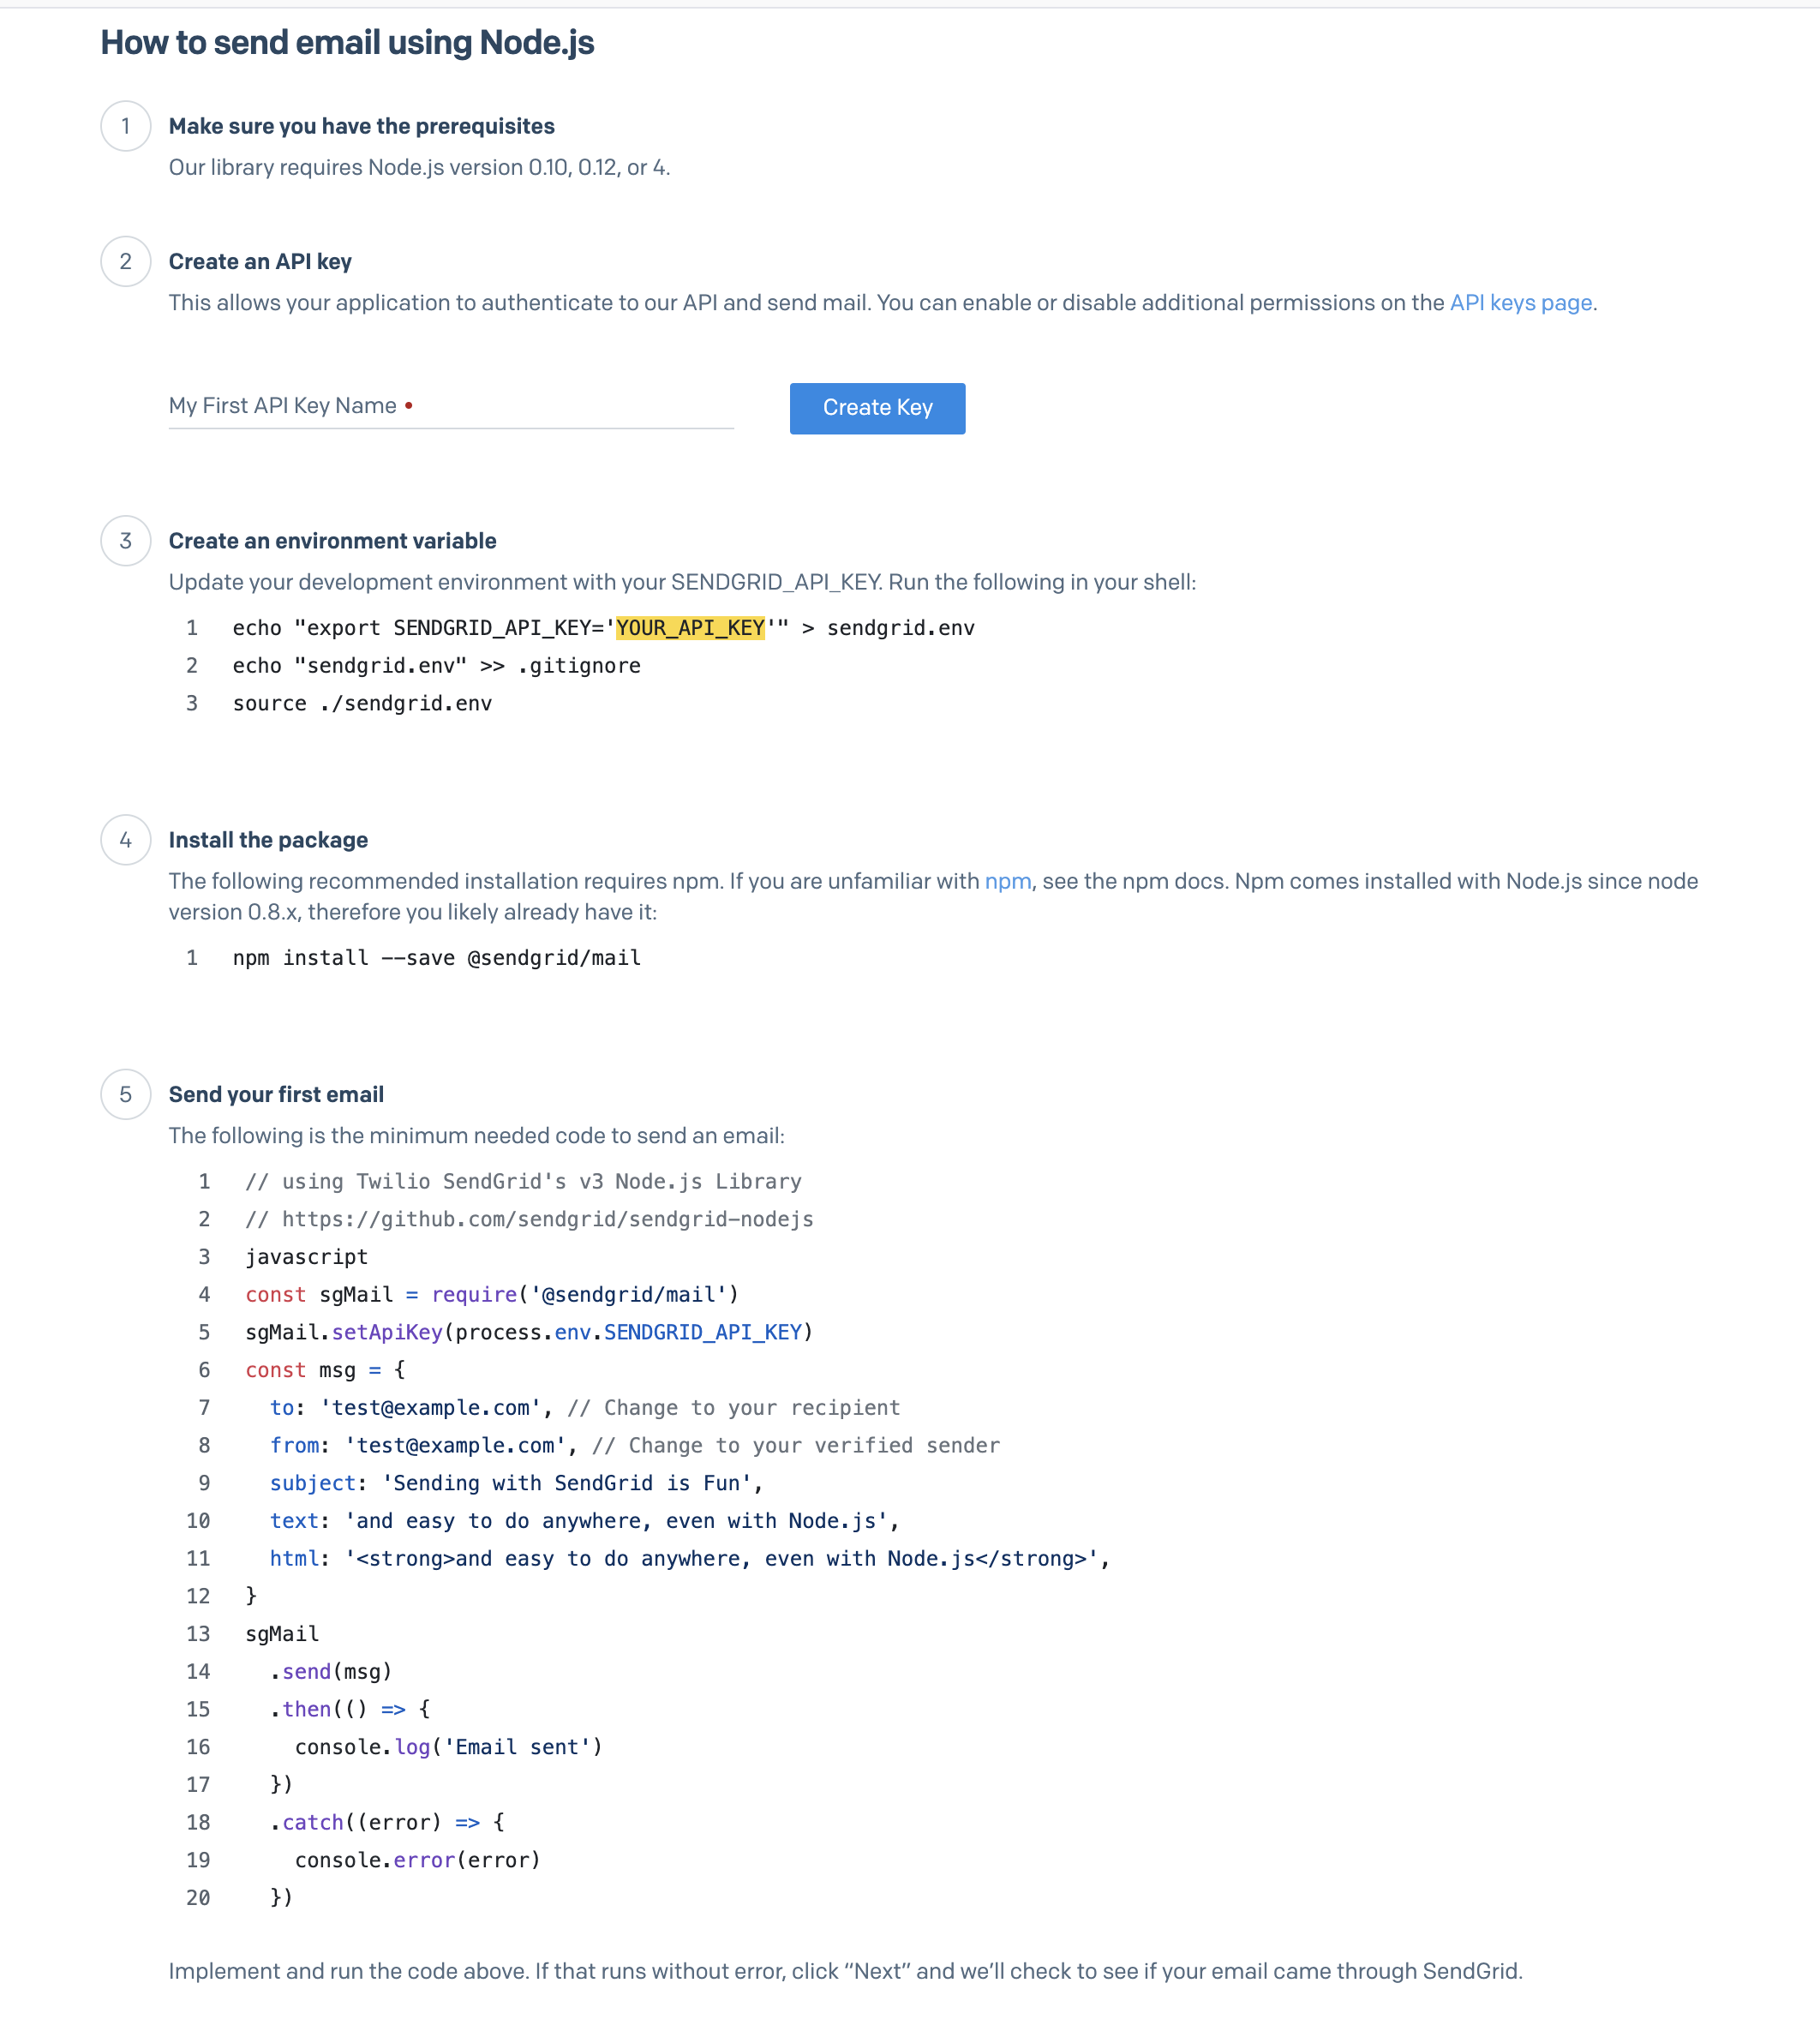 How to send email using Node.js
1
Make sure you have the prerequisites
Our library requires Node.js version 0.10, 0.12, or 4.
2
Create an API key
This allows your application to authenticate to our API and send mail. You can enable or disable additional permissions on the API keys page.
My First API Key Name •
Create Key
3
Create an environment variable
Update your development environment with your SENDGRID_API_KEY. Run the following in your shell:
1 echo "export SENDGRID_API_KEY='YOUR_API_KEY'" > sendgrid.env
2 echo "sendgrid.env" >> .gitignore
3 source ./sendgrid.env
4
Install the package
The following recommended installation requires npm. If you are unfamiliar with npm, see the npm docs. Npm comes installed with Node.js since node
version 0.8.x, therefore you likely already have it:
1 npm install --save @sendgrid/mail
5
Send your first email
The following is the minimum needed code to send an email:
1 // using Twilio SendGrid's v3 Node.js Library
2 // https://github.com/sendgrid/sendgrid-nodejs
3 javascript
4 const sgMail = require('@sendgrid/mail')
5 sgMail.setApiKey(process.env.SENDGRID_API_KEY)
6 const msg = {
7   to: 'test@example.com', // Change to your recipient
8   from: 'test@example.com', // Change to your verified sender
9   subject: 'Sending with SendGrid is Fun',
10   text: 'and easy to do anywhere, even with Node.js',
11   html: '<strong>and easy to do anywhere, even with Node.js</strong>',
12 }
13 sgMail
14   .send(msg)
15   .then(() => {
16     console.log('Email sent')
17   })
18   .catch((error) => {
19     console.error(error)
20   })
Implement and run the code above. If that runs without error, click “Next” and we’ll check to see if your email came through SendGrid.